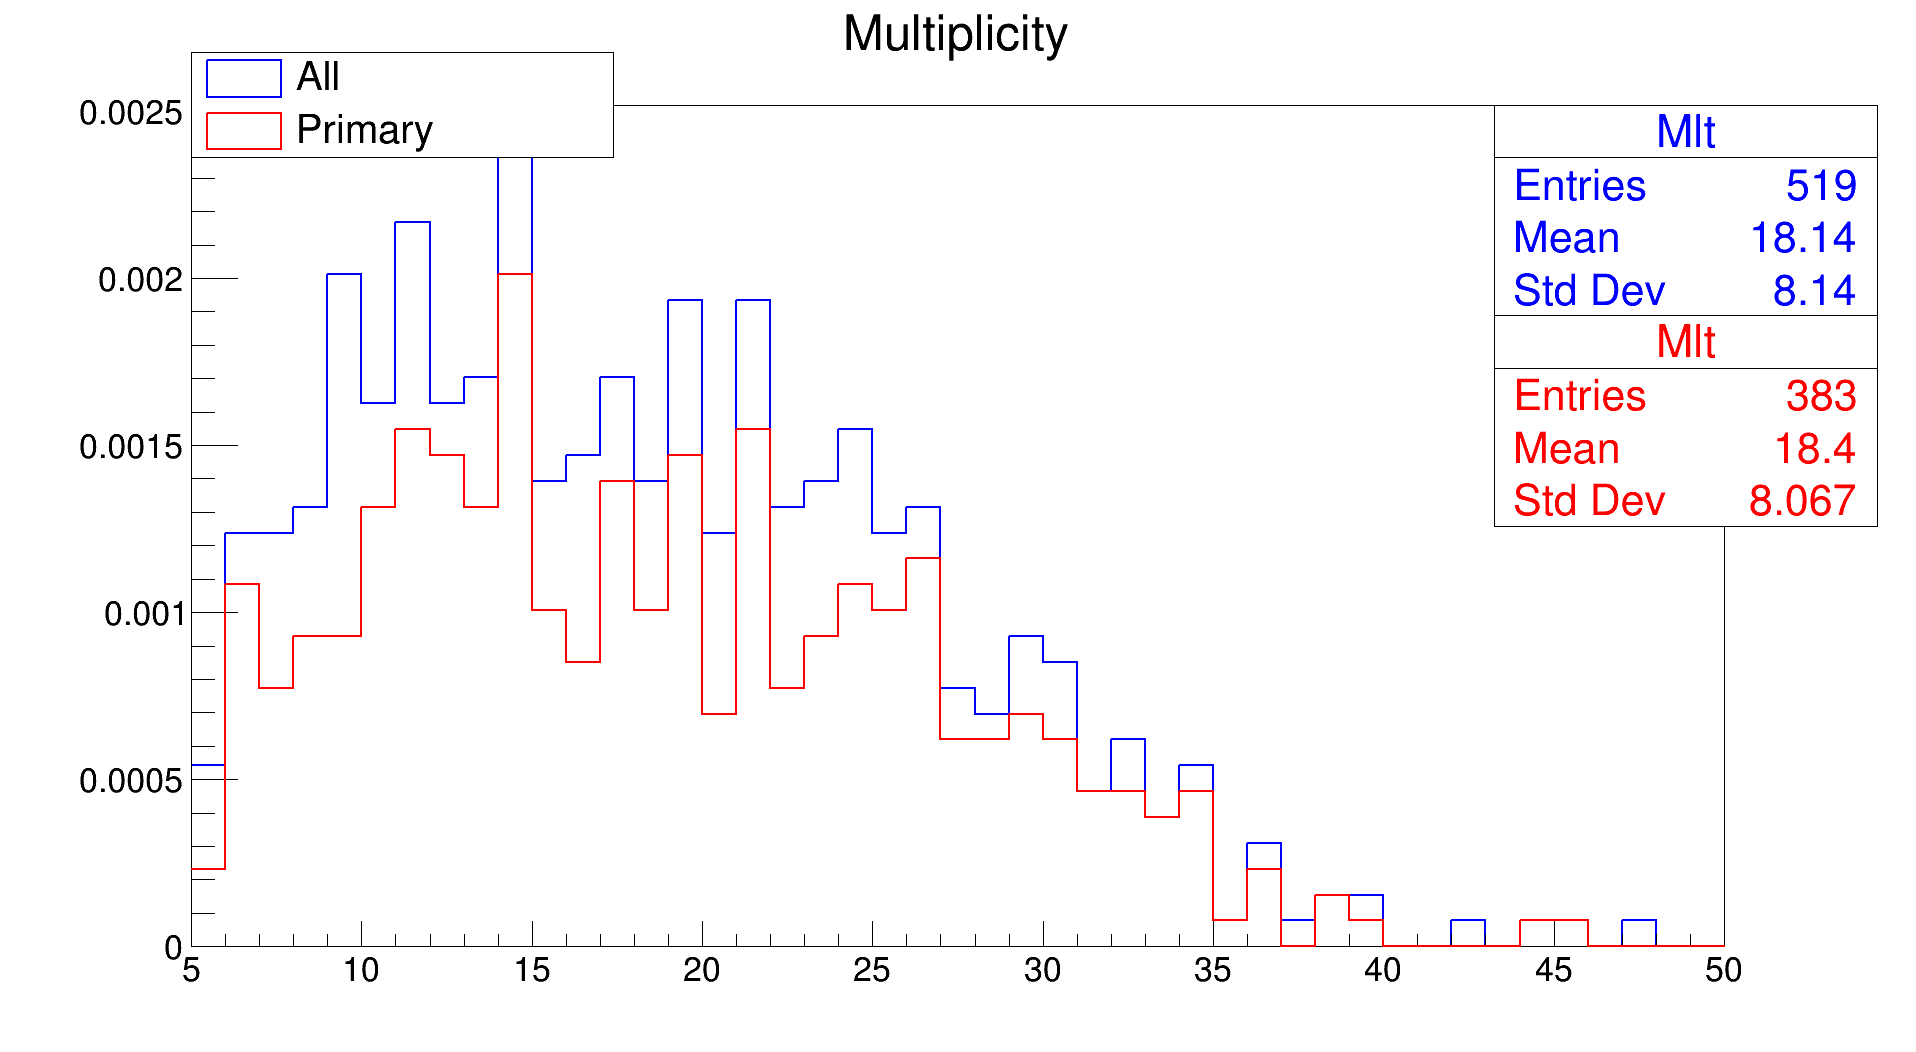 Multiplicity
All
Primary
0.0025
0.002
0.0015
0.001
0.0005
0
5 10 15 20 25 30 35 40 45 50
Mlt
Entries 519
Mean 18.14
Std Dev 8.14
Mlt
Entries 383
Mean 18.4
Std Dev 8.067